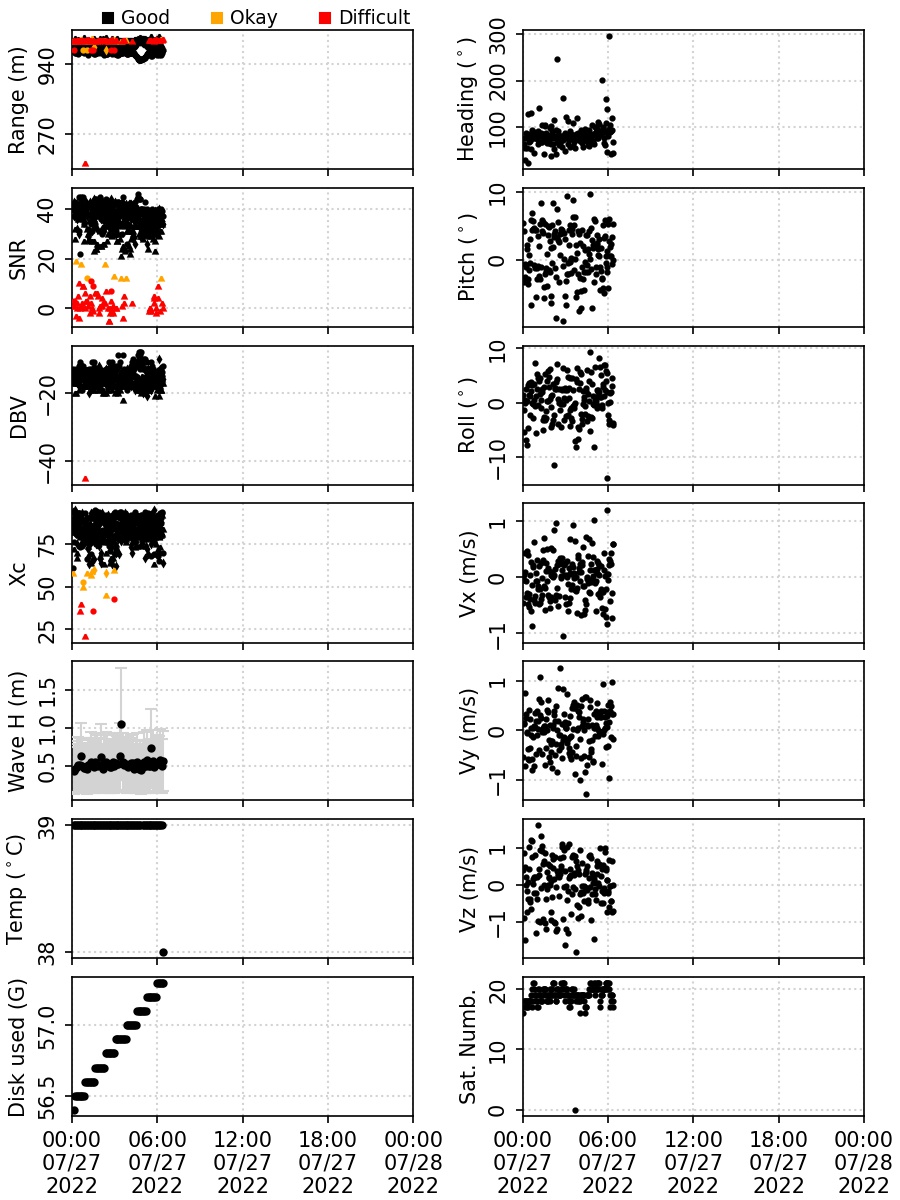 Good Okay Difficult
Range (m)
940
270
Heading (°)
300
200
100
SNR
40
20
0
Pitch (°)
10
0
DBV
−20
−40
Roll (°)
10
0
−10
Xc
75
50
25
Vx (m/s)
1
0
−1
Wave H (m)
1.5
1.0
0.5
Vy (m/s)
1
0
−1
Temp (°C)
39
38
Vz (m/s)
1
0
−1
Disk used (G)
57.0
56.5
Sat. Numb.
20
10
0
00:00 06:00 12:00 18:00 00:00
07/27 07/27 07/27 07/27 07/28
2022 2022 2022 2022 2022
00:00 06:00 12:00 18:00 00:00
07/27 07/27 07/27 07/27 07/28
2022 2022 2022 2022 2022